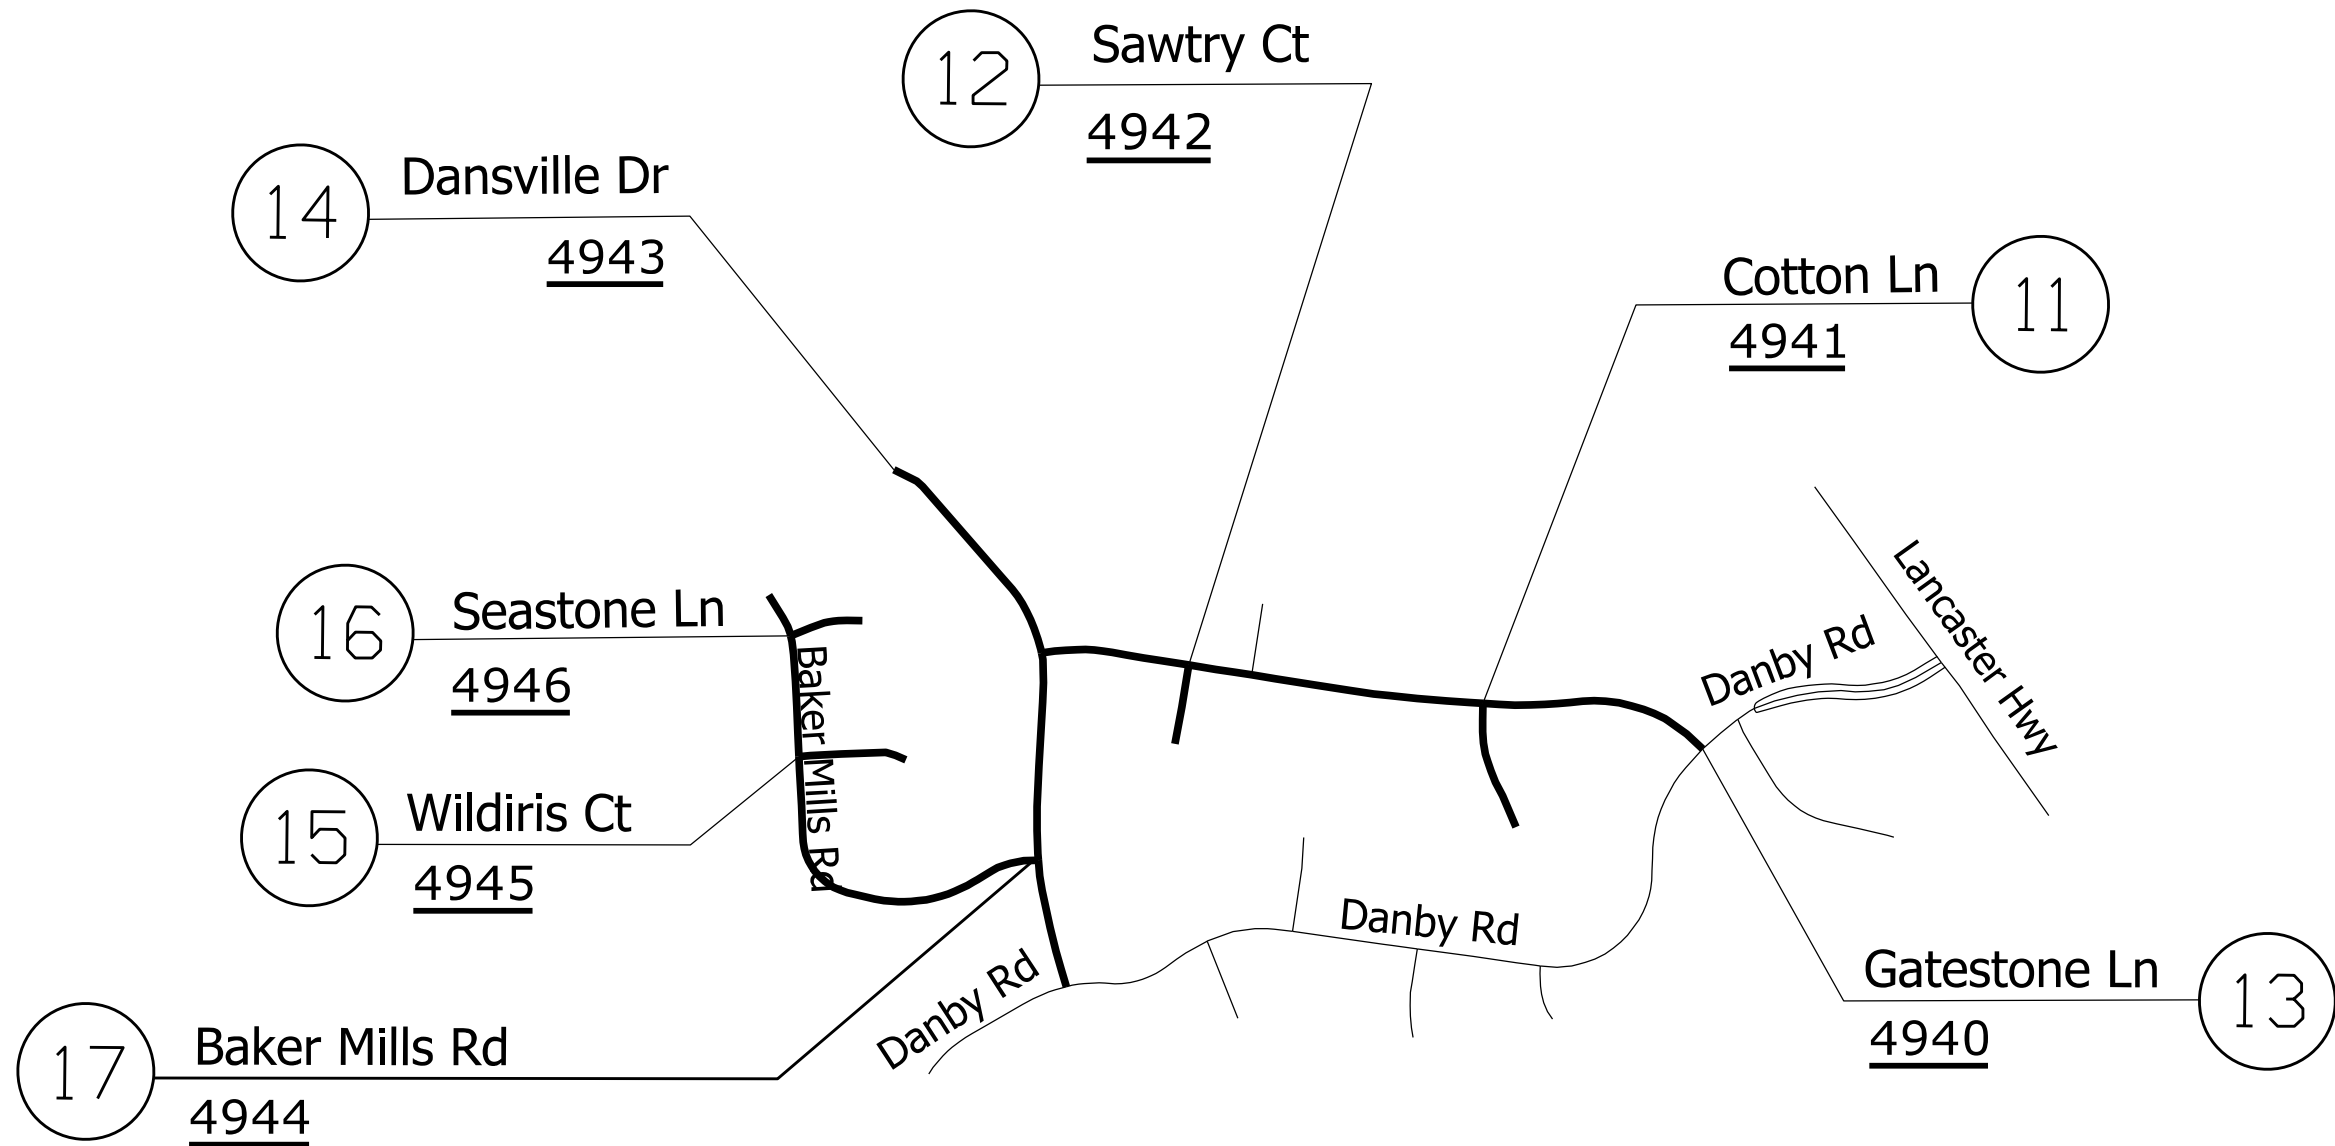 12
Sawtry Ct
4942
14
Dansville Dr
4943
Cotton Ln
11
4941
Lancaster Hwy
16
Seastone Ln
4946
Baker Mills Rd
Danby Rd
15
Wildiris Ct
4945
Danby Rd
Danby Rd
Gatestone Ln
13
4940
17
Baker Mills Rd
4944